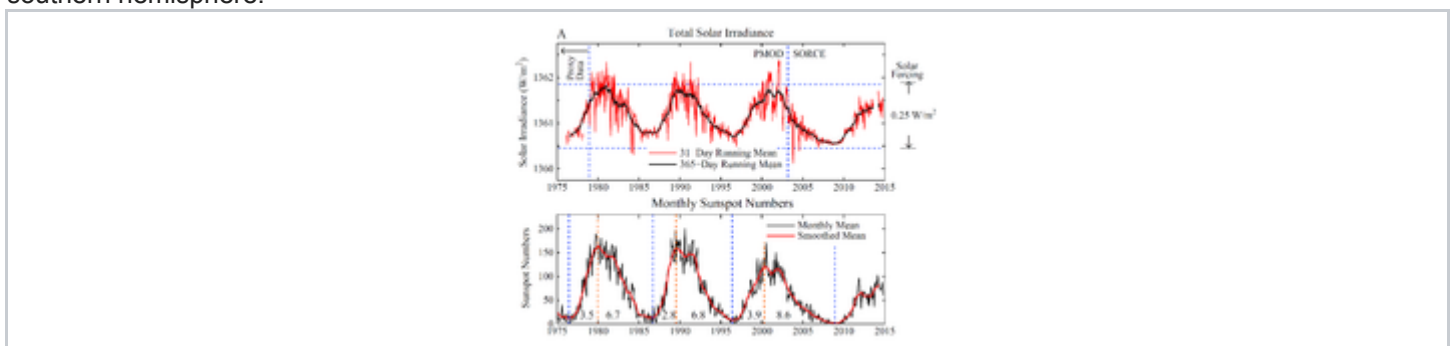 southern hemisphere.
A
Total Solar Irradiance
Proxy
Data
PMOD
SORCE
Solar
Forcing
Solar Irradiance (W/m²)
1362
0.25 W/m²
1361
31-Day Running Mean
365-Day Running Mean
1360
1975 1980 1985 1990 1995 2000 2005 2010 2015
Monthly Sunspot Numbers
Sunspot Numbers
200
Monthly Mean
Smoothed Mean
150
100
50
3.5 6.7 2.8 6.8 3.9 8.6
0
1975 1980 1985 1990 1995 2000 2005 2010 2015